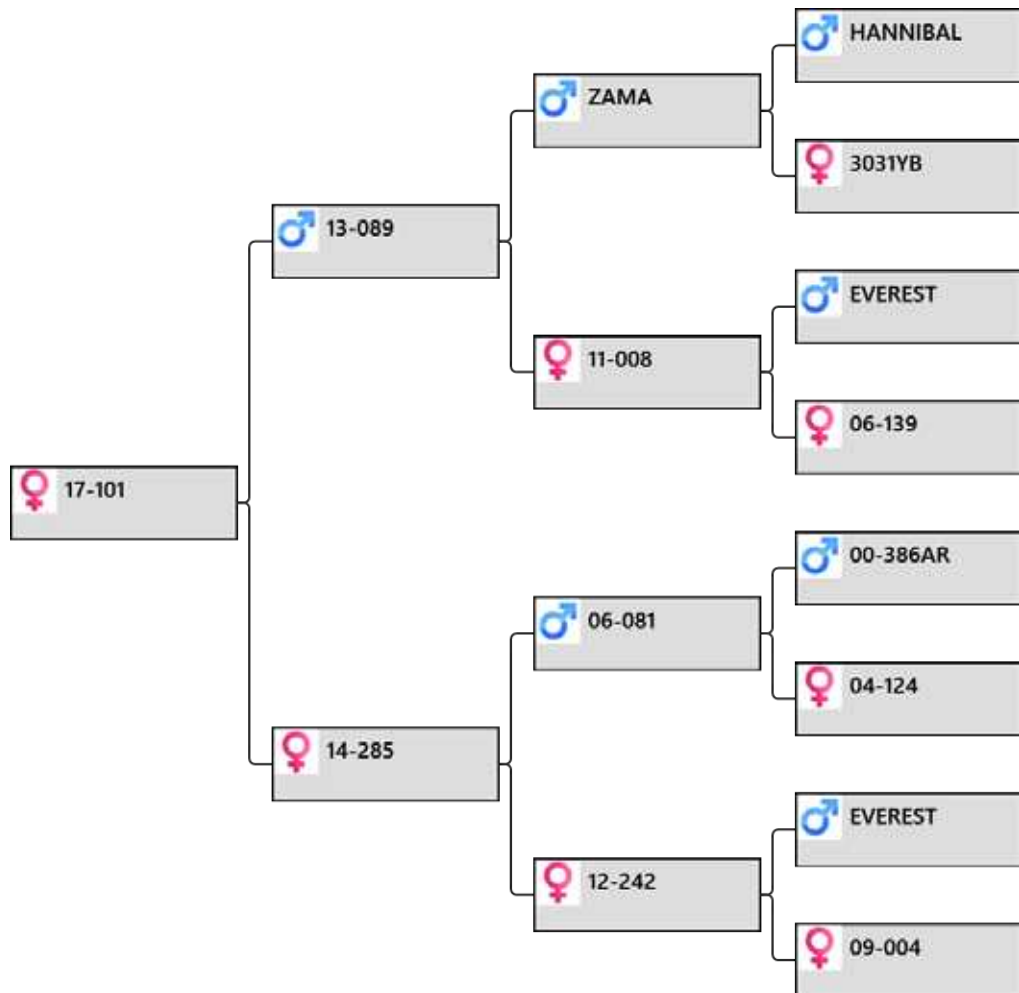 HANNIBAL
ZAMA
3031YB
13-089
EVEREST
11-008
06-139
17-101
00-386AR
06-081
04-124
14-285
EVEREST
12-242
09-004